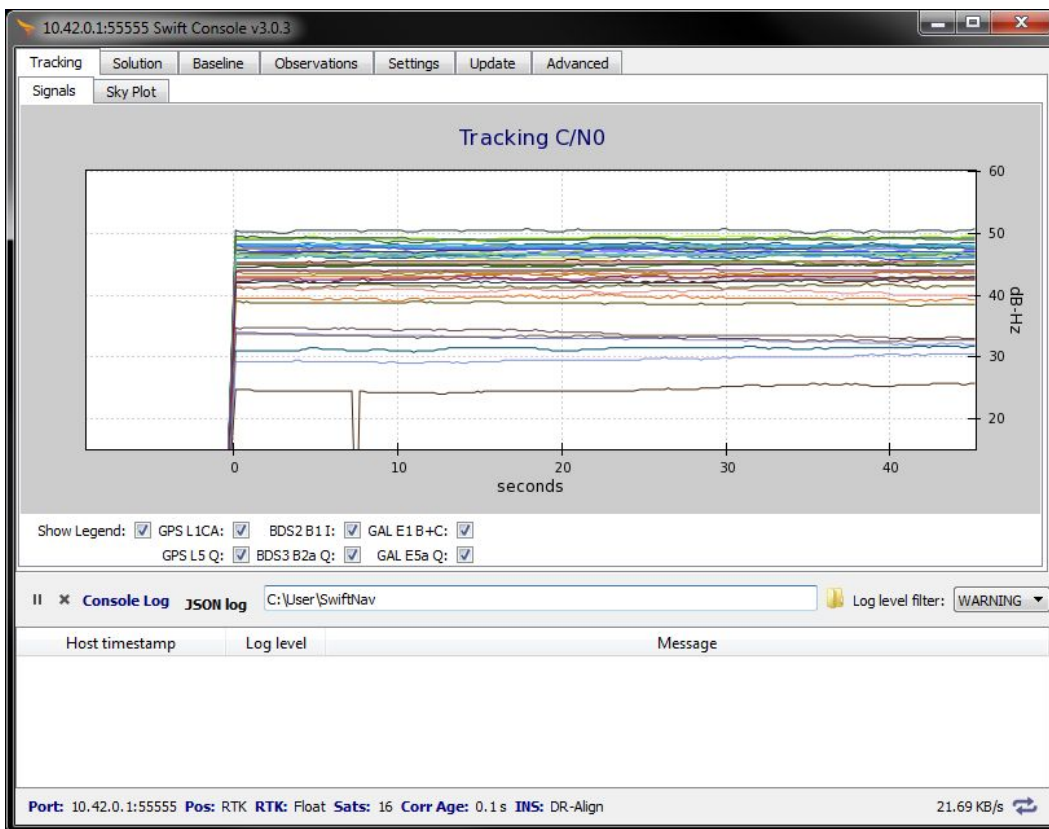 10.42.0.1:55555 Swift Console v3.0.3
Tracking Solution Baseline Observations Settings Update Advanced
Signals Sky Plot
Tracking C/N0
60
50
40
30
20
dB-Hz
0 10 20 30 40
seconds
Show Legend: GPS L1CA: BDS2 B1 I: GAL E1 B+C:
GPS L5 Q: BDS3 B2a Q: GAL E5a Q:
Console Log JSON log C:\User\SwiftNav Log level filter: WARNING
Host timestamp Log level Message
Port: 10.42.0.1:55555 Pos: RTK RTK: Float Sats: 16 Corr Age: 0.1 s INS: DR-Align 21.69 KB/s